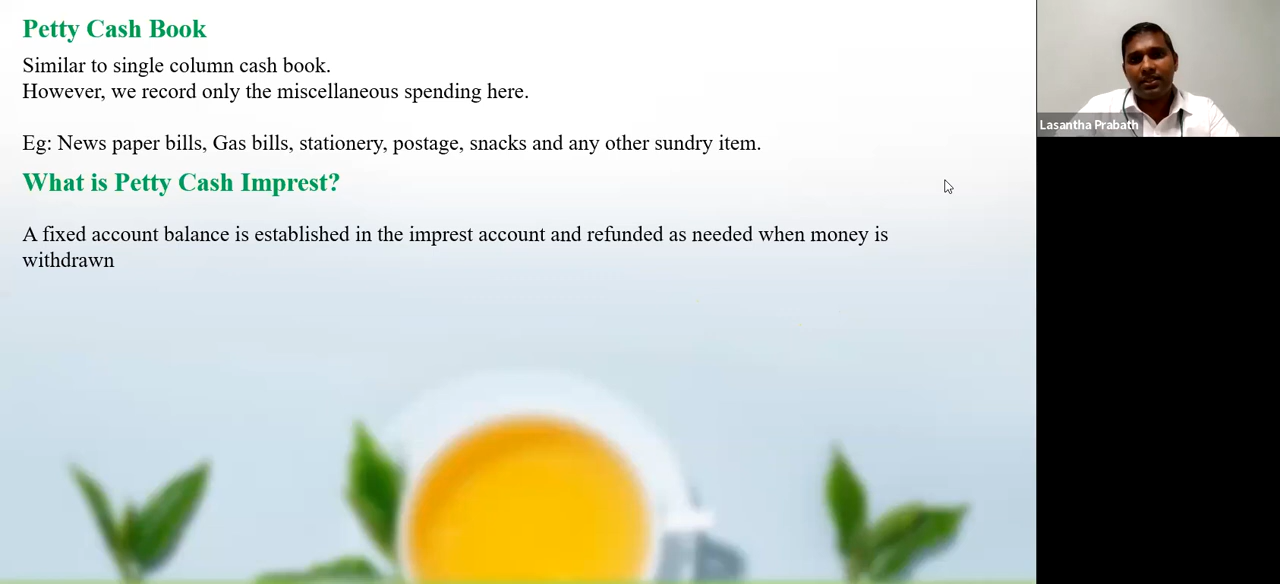 Petty Cash Book
Similar to single column cash book.
However, we record only the miscellaneous spending here.
Eg: News paper bills, Gas bills, stationery, postage, snacks and any other sundry item.
What is Petty Cash Imprest?
A fixed account balance is established in the imprest account and refunded as needed when money is
withdrawn
Lasantha Prabath